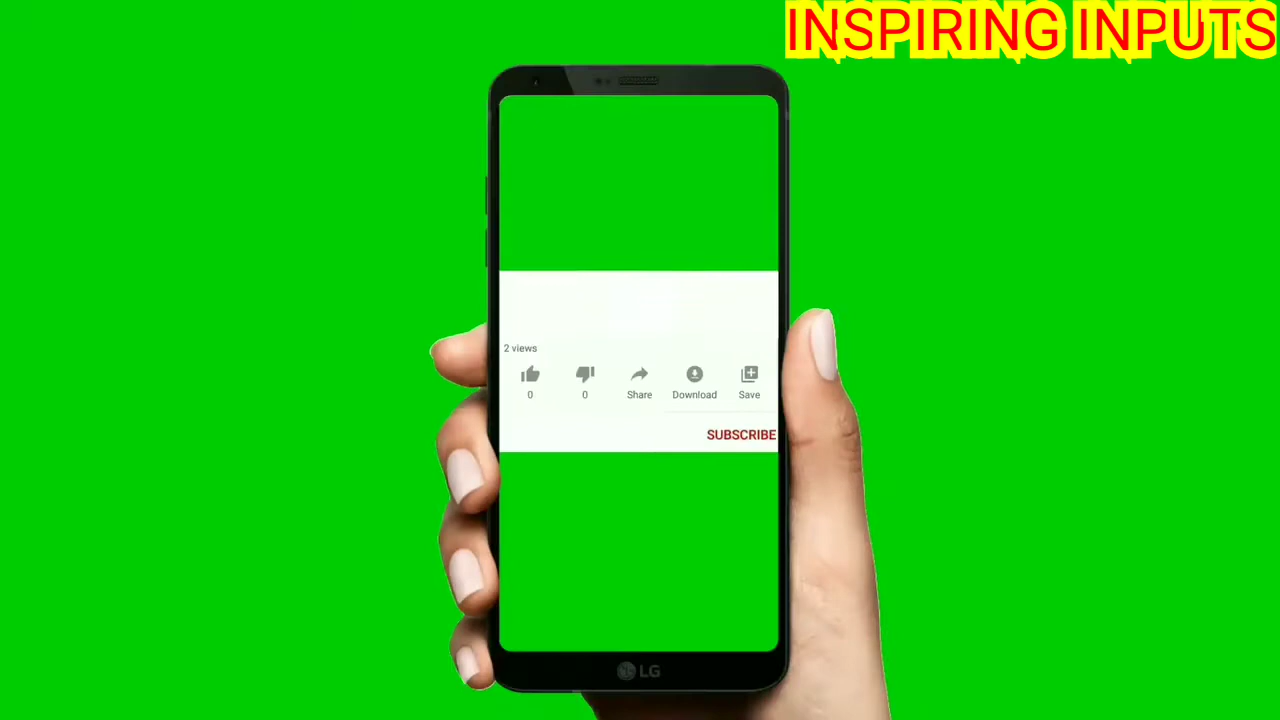 INSPIRING INPUTS
2 views
0 0 Share Download Save
SUBSCRIBE
LG